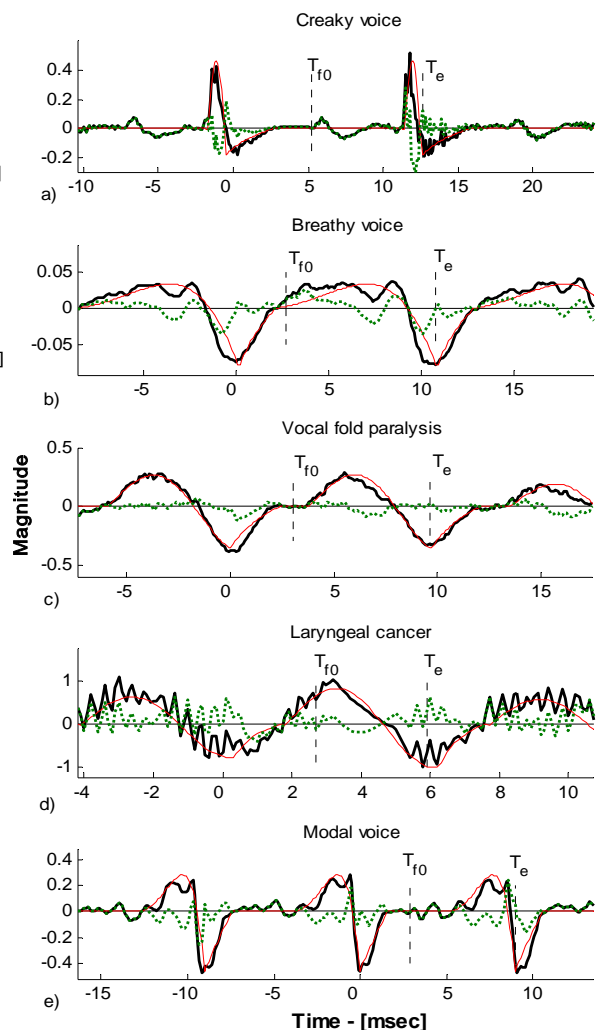 Creaky voice
0.4
0.2
0
-0.2
T_f0
T_e
]
-10 -5 0 5 10 15 20
a)
Breathy voice
0.05
0
-0.05
T_f0
T_e
]
-5 0 5 10 15
b)
Vocal fold paralysis
0.5
0
-0.5
T_f0
T_e
Magnitude
-5 0 5 10 15
c)
Laryngeal cancer
1
0
-1
T_f0
T_e
-4 -2 0 2 4 6 8 10
d)
Modal voice
0.4
0.2
0
-0.2
-0.4
T_f0
T_e
-15 -10 -5 0 5 10
e)
Time - [msec]